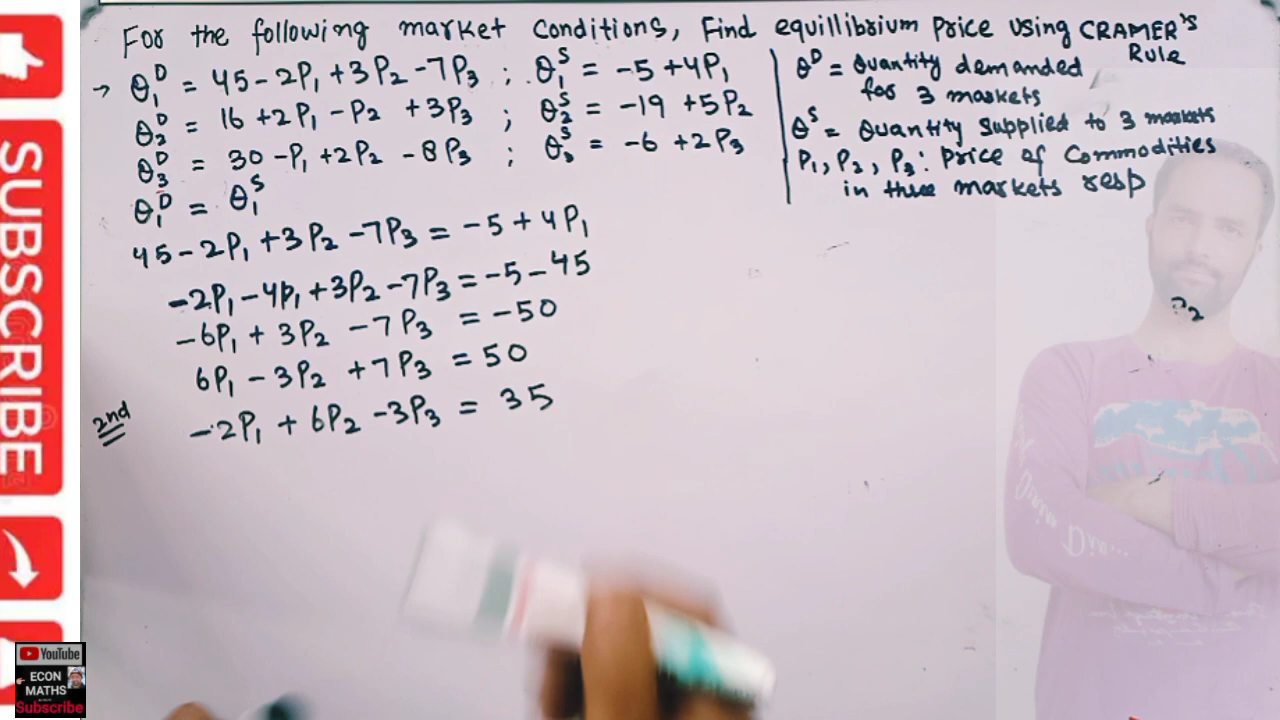 For the following market Conditions, Find equillibrium Price using CRAMER's Rule
→ Q₁ᴰ = 45 - 2P₁ + 3P₂ - 7P₃ ; Q₁ˢ = -5 + 4P₁
Q₂ᴰ = 16 + 2P₁ - P₂ + 3P₃ ; Q₂ˢ = -19 + 5P₂
Q₃ᴰ = 30 - P₁ + 2P₂ - 8P₃ ; Q₃ˢ = -6 + 2P₃
Qᴰ = Quantity demanded
for 3 markets
Qˢ = Quantity Supplied to 3 markets
P₁, P₂, P₃ : Price of Commodities
in three markets resp
Q₁ᴰ = Q₁ˢ
45 - 2P₁ + 3P₂ - 7P₃ = -5 + 4P₁
-2P₁ - 4P₁ + 3P₂ - 7P₃ = -5 - 45
-6P₁ + 3P₂ - 7P₃ = -50
6P₁ - 3P₂ + 7P₃ = 50
2nd -2P₁ + 6P₂ - 3P₃ = 35
SUBSCRIBE
YouTube
ECON
MATHS
Subscribe